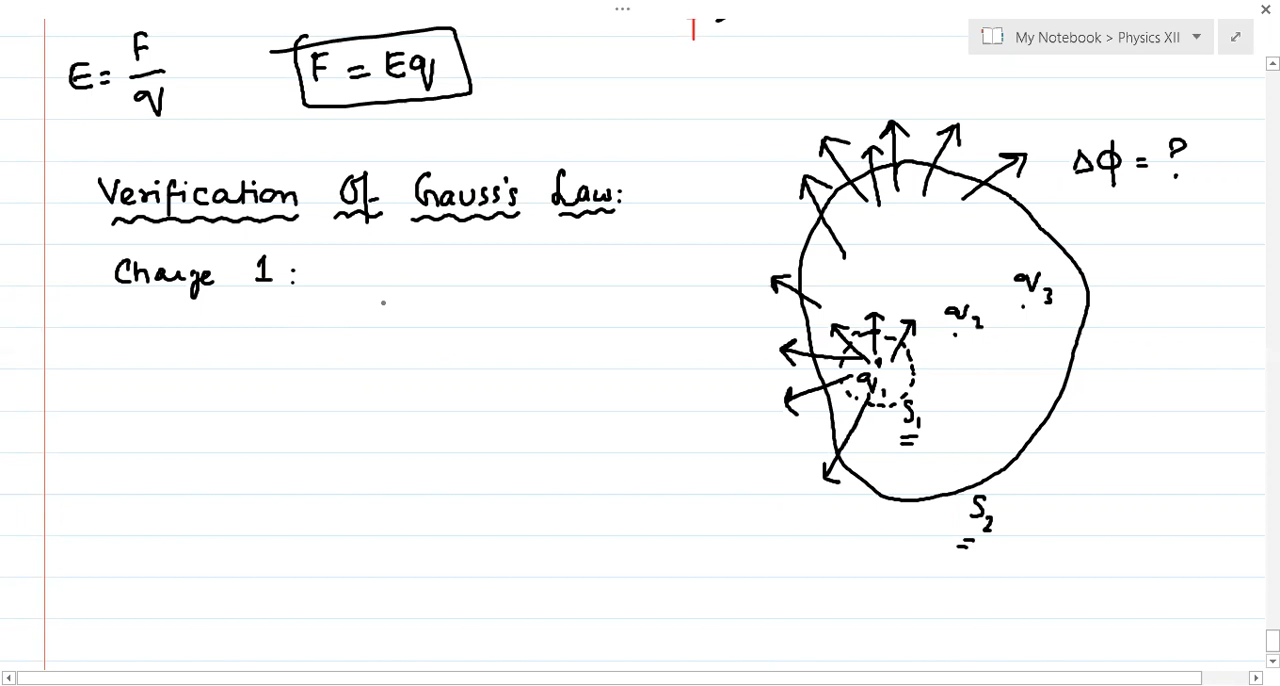 My Notebook > Physics XII
E = F/q
F = Eq
Δϕ = ?
Verification Of Gauss's Law:
Charge 1:
q3
q2
q1
S1
S2